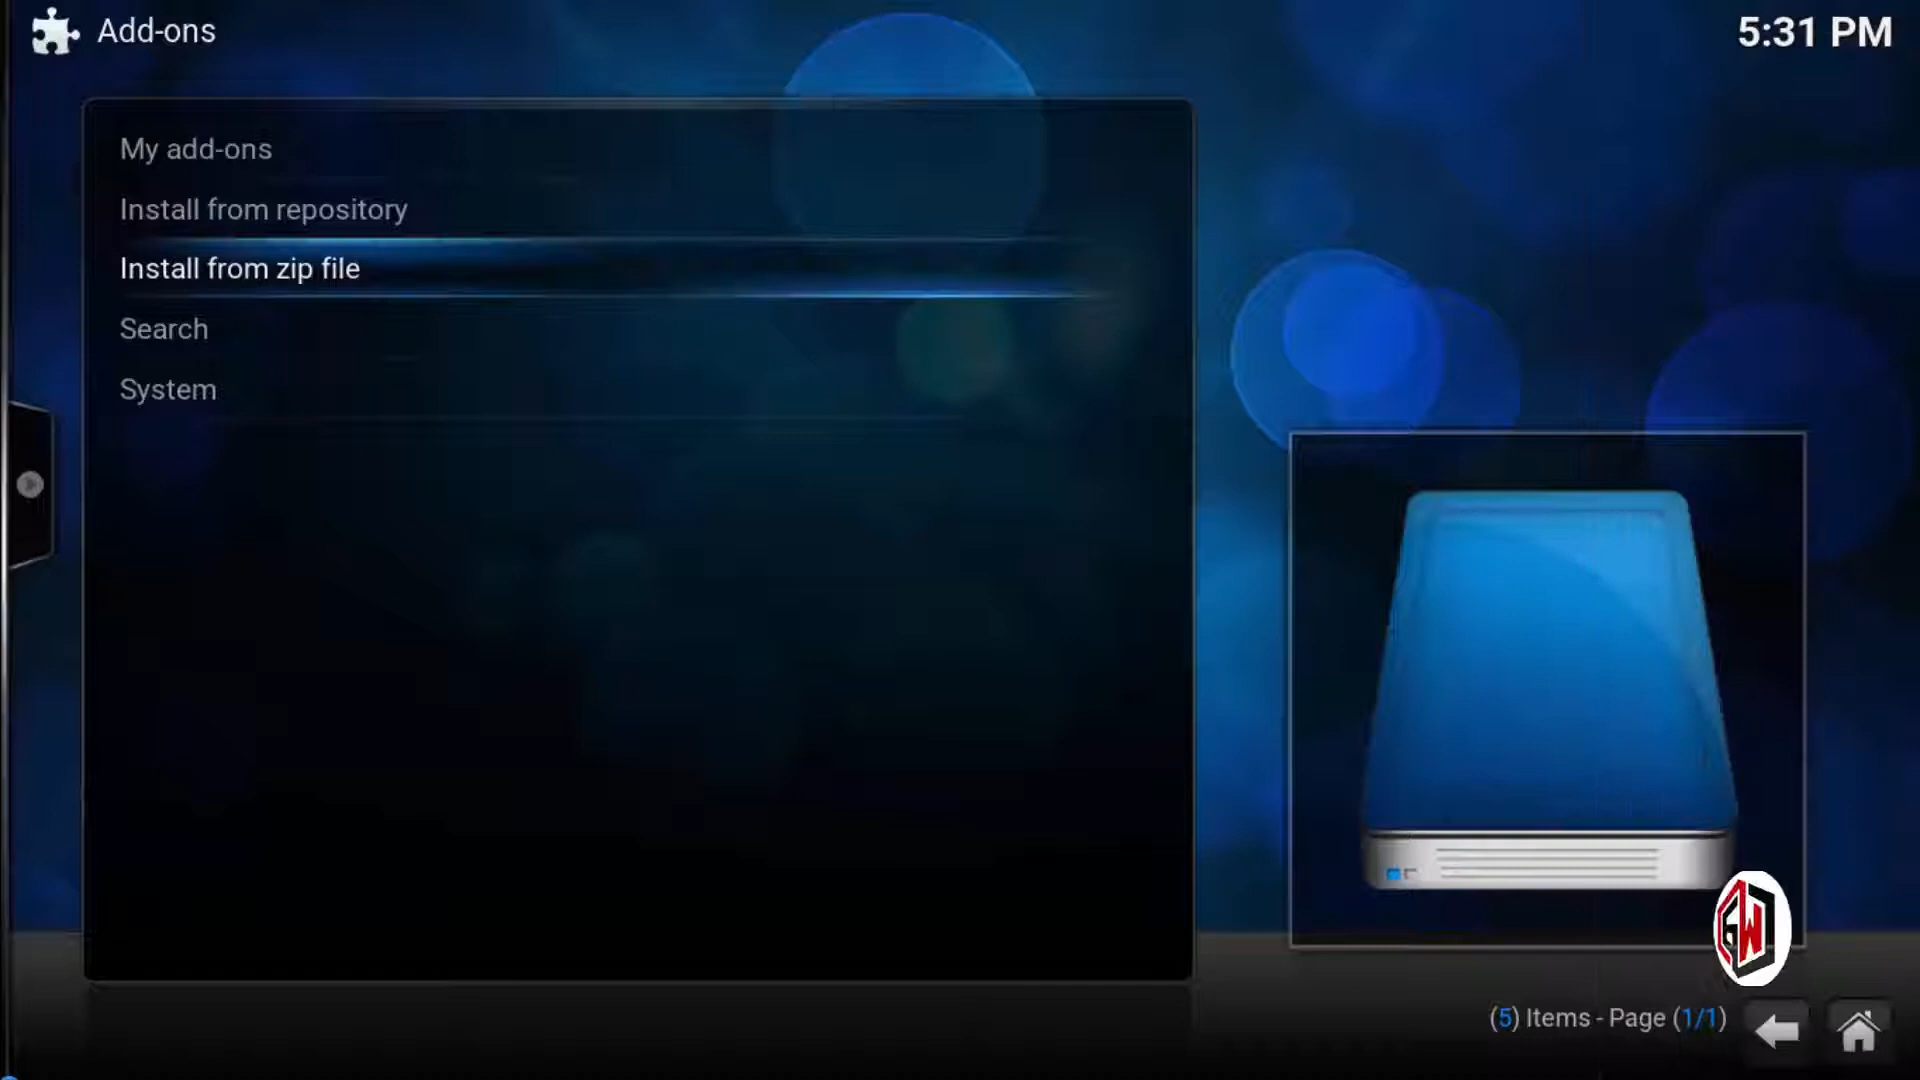 Add-ons
5:31 PM
My add-ons
Install from repository
Install from zip file
Search
System
GW
(5) Items - Page (1/1)